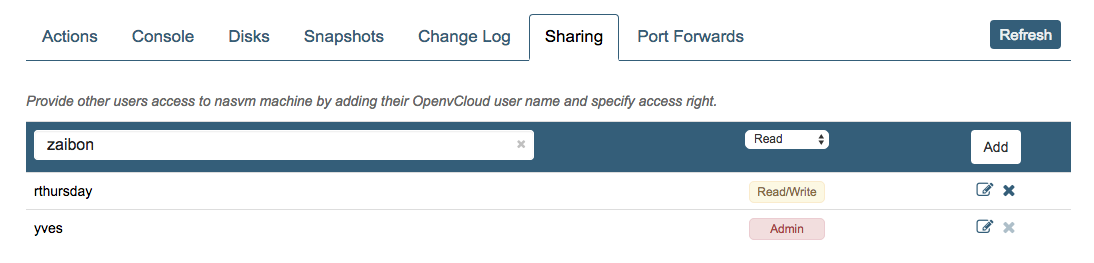 Actions Console Disks Snapshots Change Log Sharing Port Forwards Refresh
Provide other users access to nasvm machine by adding their OpenvCloud user name and specify access right.
zaibon Read Add
rthursday Read/Write
yves Admin